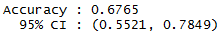 Accuracy : 0.6765
95% CI : (0.5521, 0.7849)